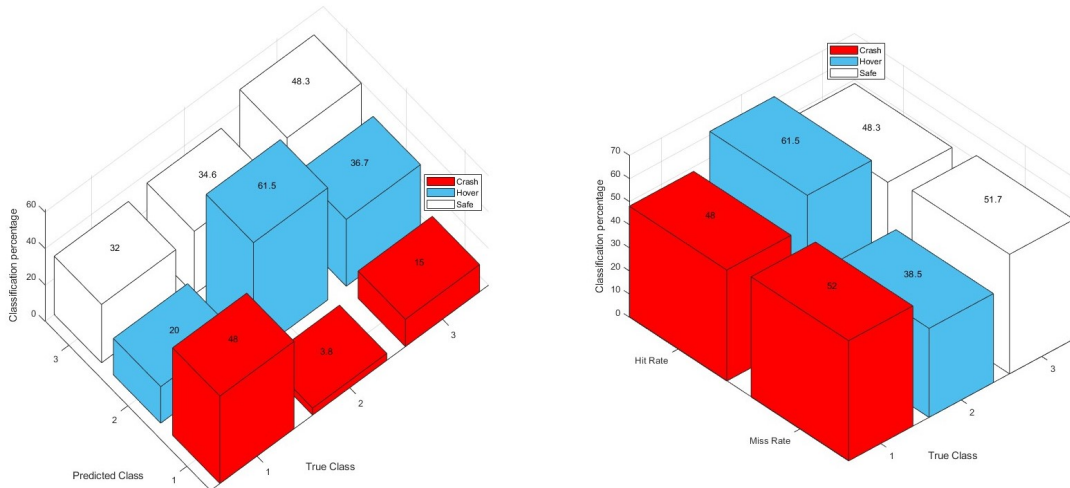 48.3
34.6
61.5
36.7
Crash
Hover
Safe
32
20
48
3.8
15
Classification percentage
60
40
20
0
3
2
1
Predicted Class
1
2
3
True Class
Crash
Hover
Safe
48.3
61.5
51.7
48
38.5
52
Classification percentage
70
60
50
40
30
20
10
0
Hit Rate
Miss Rate
1
2
3
True Class